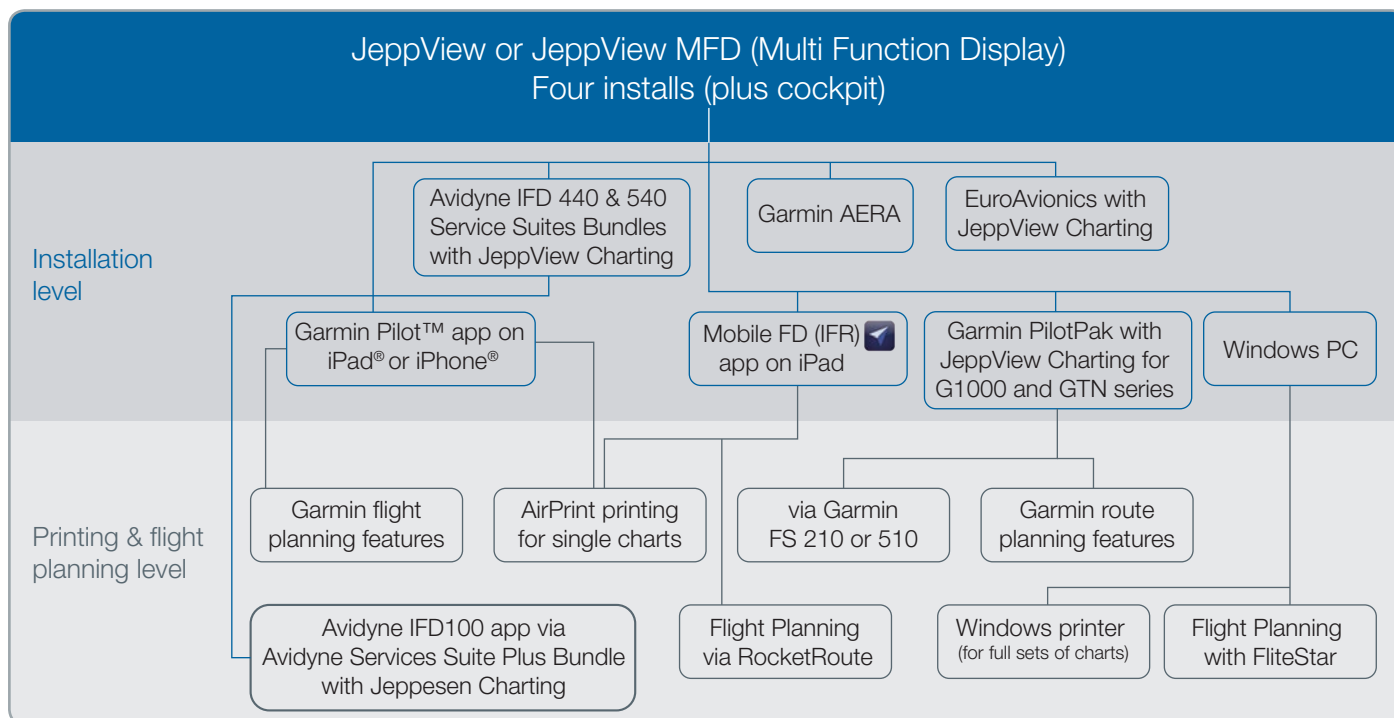 JeppView or JeppView MFD (Multi Function Display)
Four installs (plus cockpit)
Installation
level
Avidyne IFD 440 & 540
Service Suites Bundles
with JeppView Charting
Garmin AERA
EuroAvionics with
JeppView Charting
Garmin Pilot™ app on
iPad® or iPhone®
Mobile FD (IFR)
app on iPad
Garmin PilotPak with
JeppView Charting for
G1000 and GTN series
Windows PC
Printing & flight
planning level
Garmin flight
planning features
AirPrint printing
for single charts
via Garmin
FS 210 or 510
Garmin route
planning features
Avidyne IFD100 app via
Avidyne Services Suite Plus Bundle
with Jeppesen Charting
Flight Planning
via RocketRoute
Windows printer
(for full sets of charts)
Flight Planning
with FliteStar